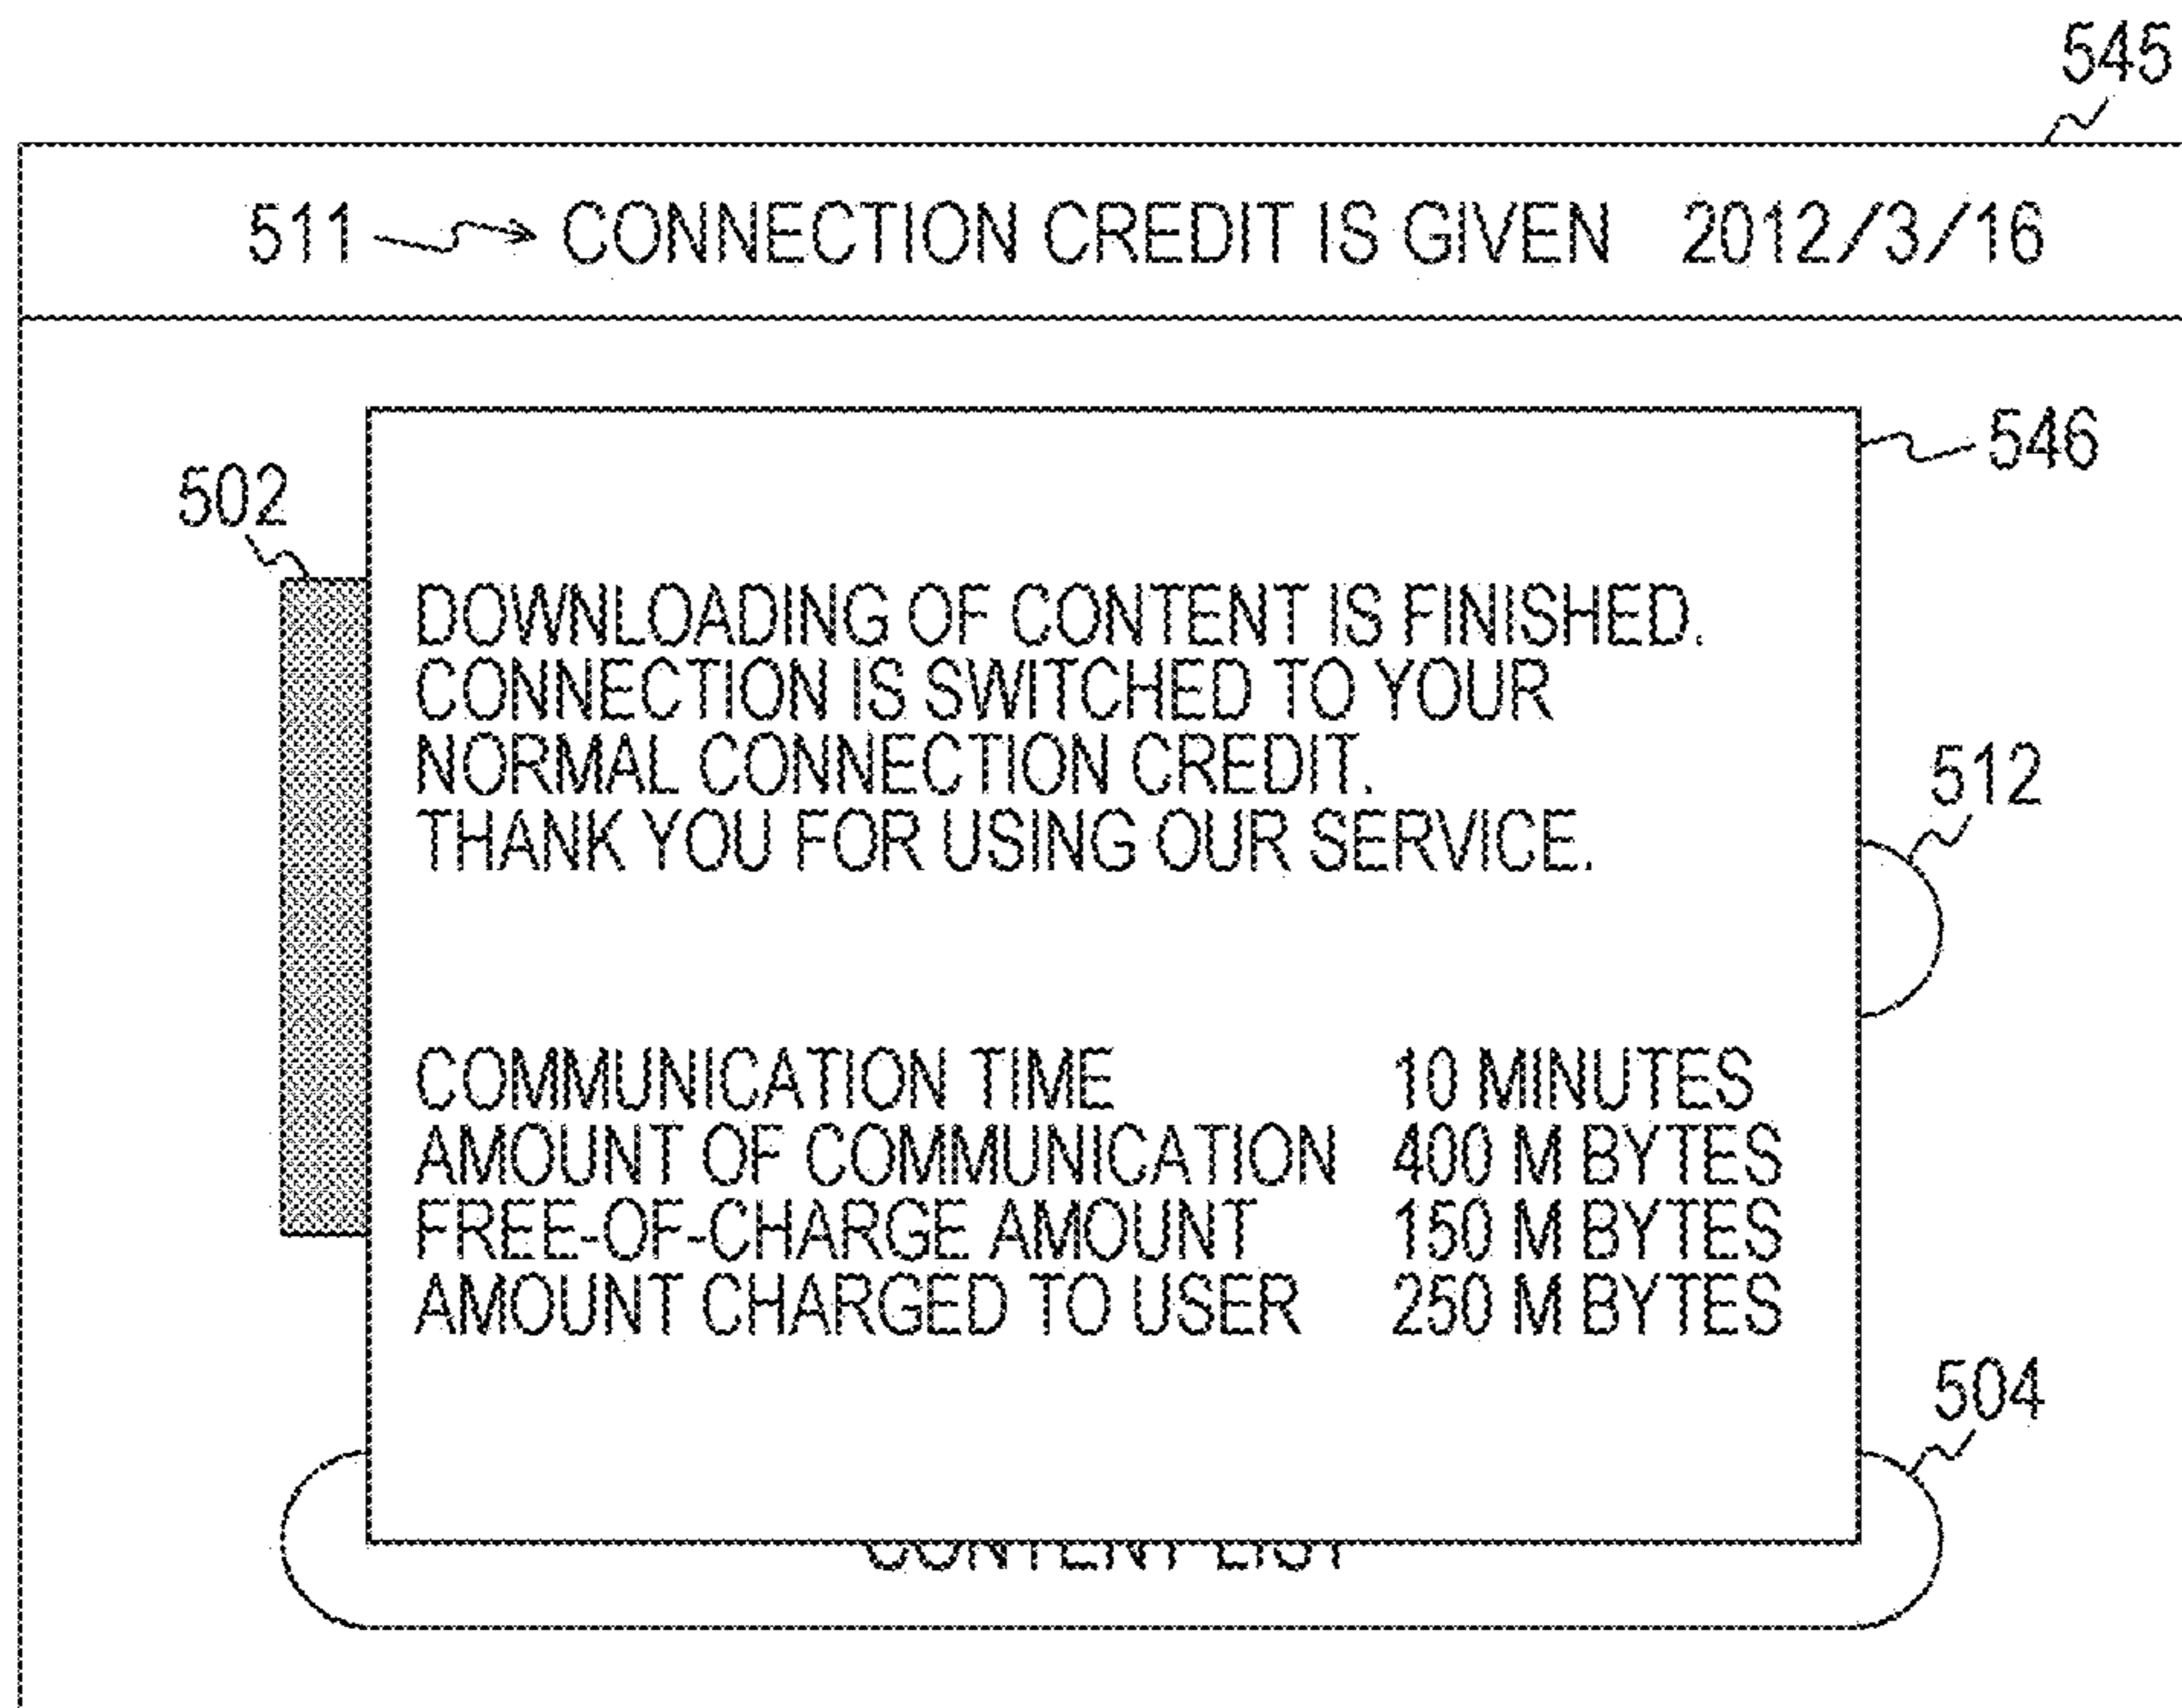 545
511 CONNECTION CREDIT IS GIVEN 2012/3/16
546
502
DOWNLOADING OF CONTENT IS FINISHED.
CONNECTION IS SWITCHED TO YOUR
NORMAL CONNECTION CREDIT.
512
THANK YOU FOR USING OUR SERVICE.
COMMUNICATION TIME 10 MINUTES
AMOUNT OF COMMUNICATION 400 M BYTES
FREE-OF-CHARGE AMOUNT 150 M BYTES
AMOUNT CHARGED TO USER 250 M BYTES
504
CONTENT LIST